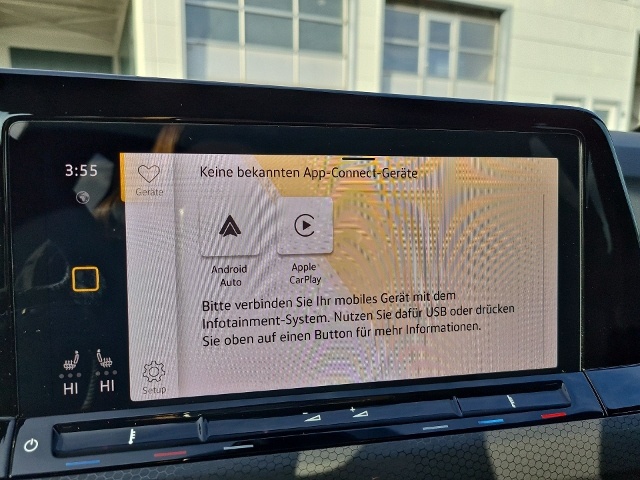 3:55
Geräte
Keine bekannten App-Connect-Geräte
Android
Auto
Apple
CarPlay
Bitte verbinden Sie Ihr mobiles Gerät mit dem
Infotainment-System. Nutzen Sie dafür USB oder drücken
Sie oben auf einen Button für mehr Informationen.
HI HI
Setup